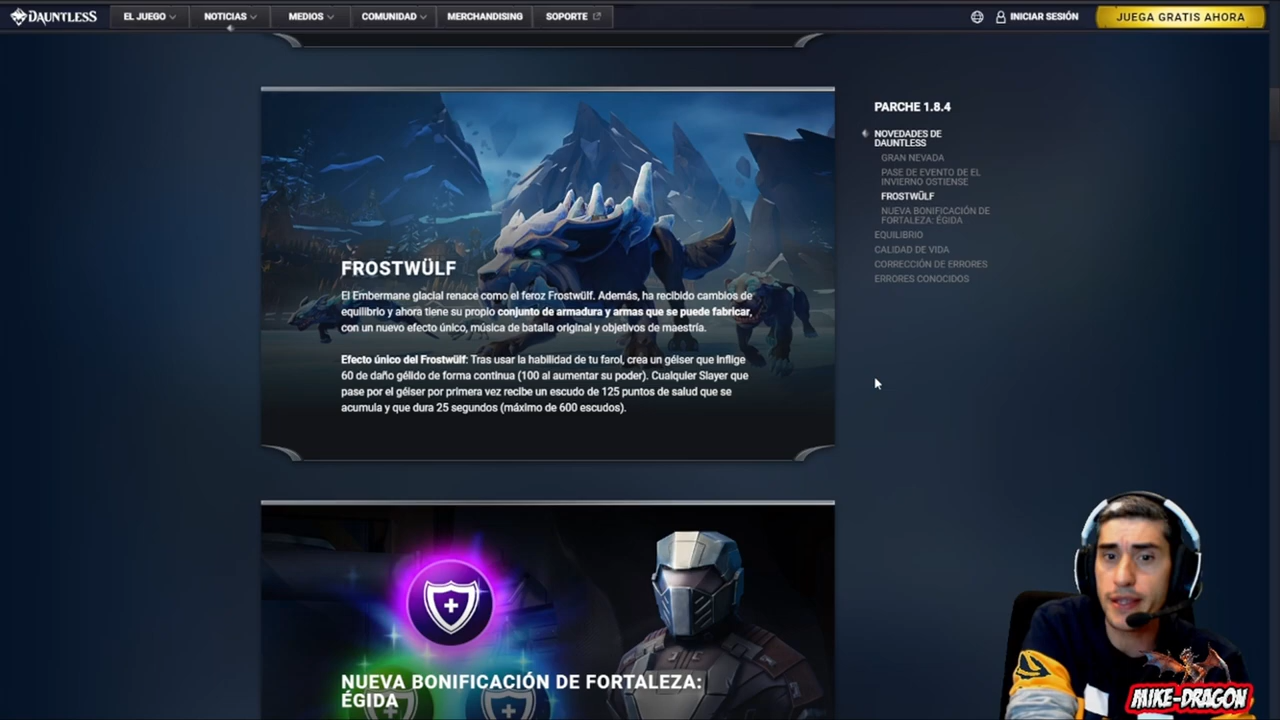 DAUNTLESS
EL JUEGO
NOTICIAS
MEDIOS
COMUNIDAD
MERCHANDISING
SOPORTE
INICIAR SESIÓN
JUEGA GRATIS AHORA
FROSTWÜLF
El Embermane glacial renace como el feroz Frostwülf. Además, ha recibido cambios de
equilibrio y ahora tiene su propio conjunto de armadura y armas que se puede fabricar,
con un nuevo efecto único, música de batalla original y objetivos de maestría.
Efecto único del Frostwülf: Tras usar la habilidad de tu farol, crea un géiser que inflige
60 de daño gélido de forma continua (100 al aumentar su poder). Cualquier Slayer que
pase por el géiser por primera vez recibe un escudo de 125 puntos de salud que se
acumula y que dura 25 segundos (máximo de 600 escudos).
NUEVA BONIFICACIÓN DE FORTALEZA:
ÉGIDA
PARCHE 1.8.4
NOVEDADES DE
DAUNTLESS
GRAN NEVADA
PASE DE EVENTO DE EL
INVIERNO OSTIENSE
FROSTWÜLF
NUEVA BONIFICACIÓN DE
FORTALEZA: ÉGIDA
EQUILIBRIO
CALIDAD DE VIDA
CORRECCIÓN DE ERRORES
ERRORES CONOCIDOS
MIKE-DRAGON